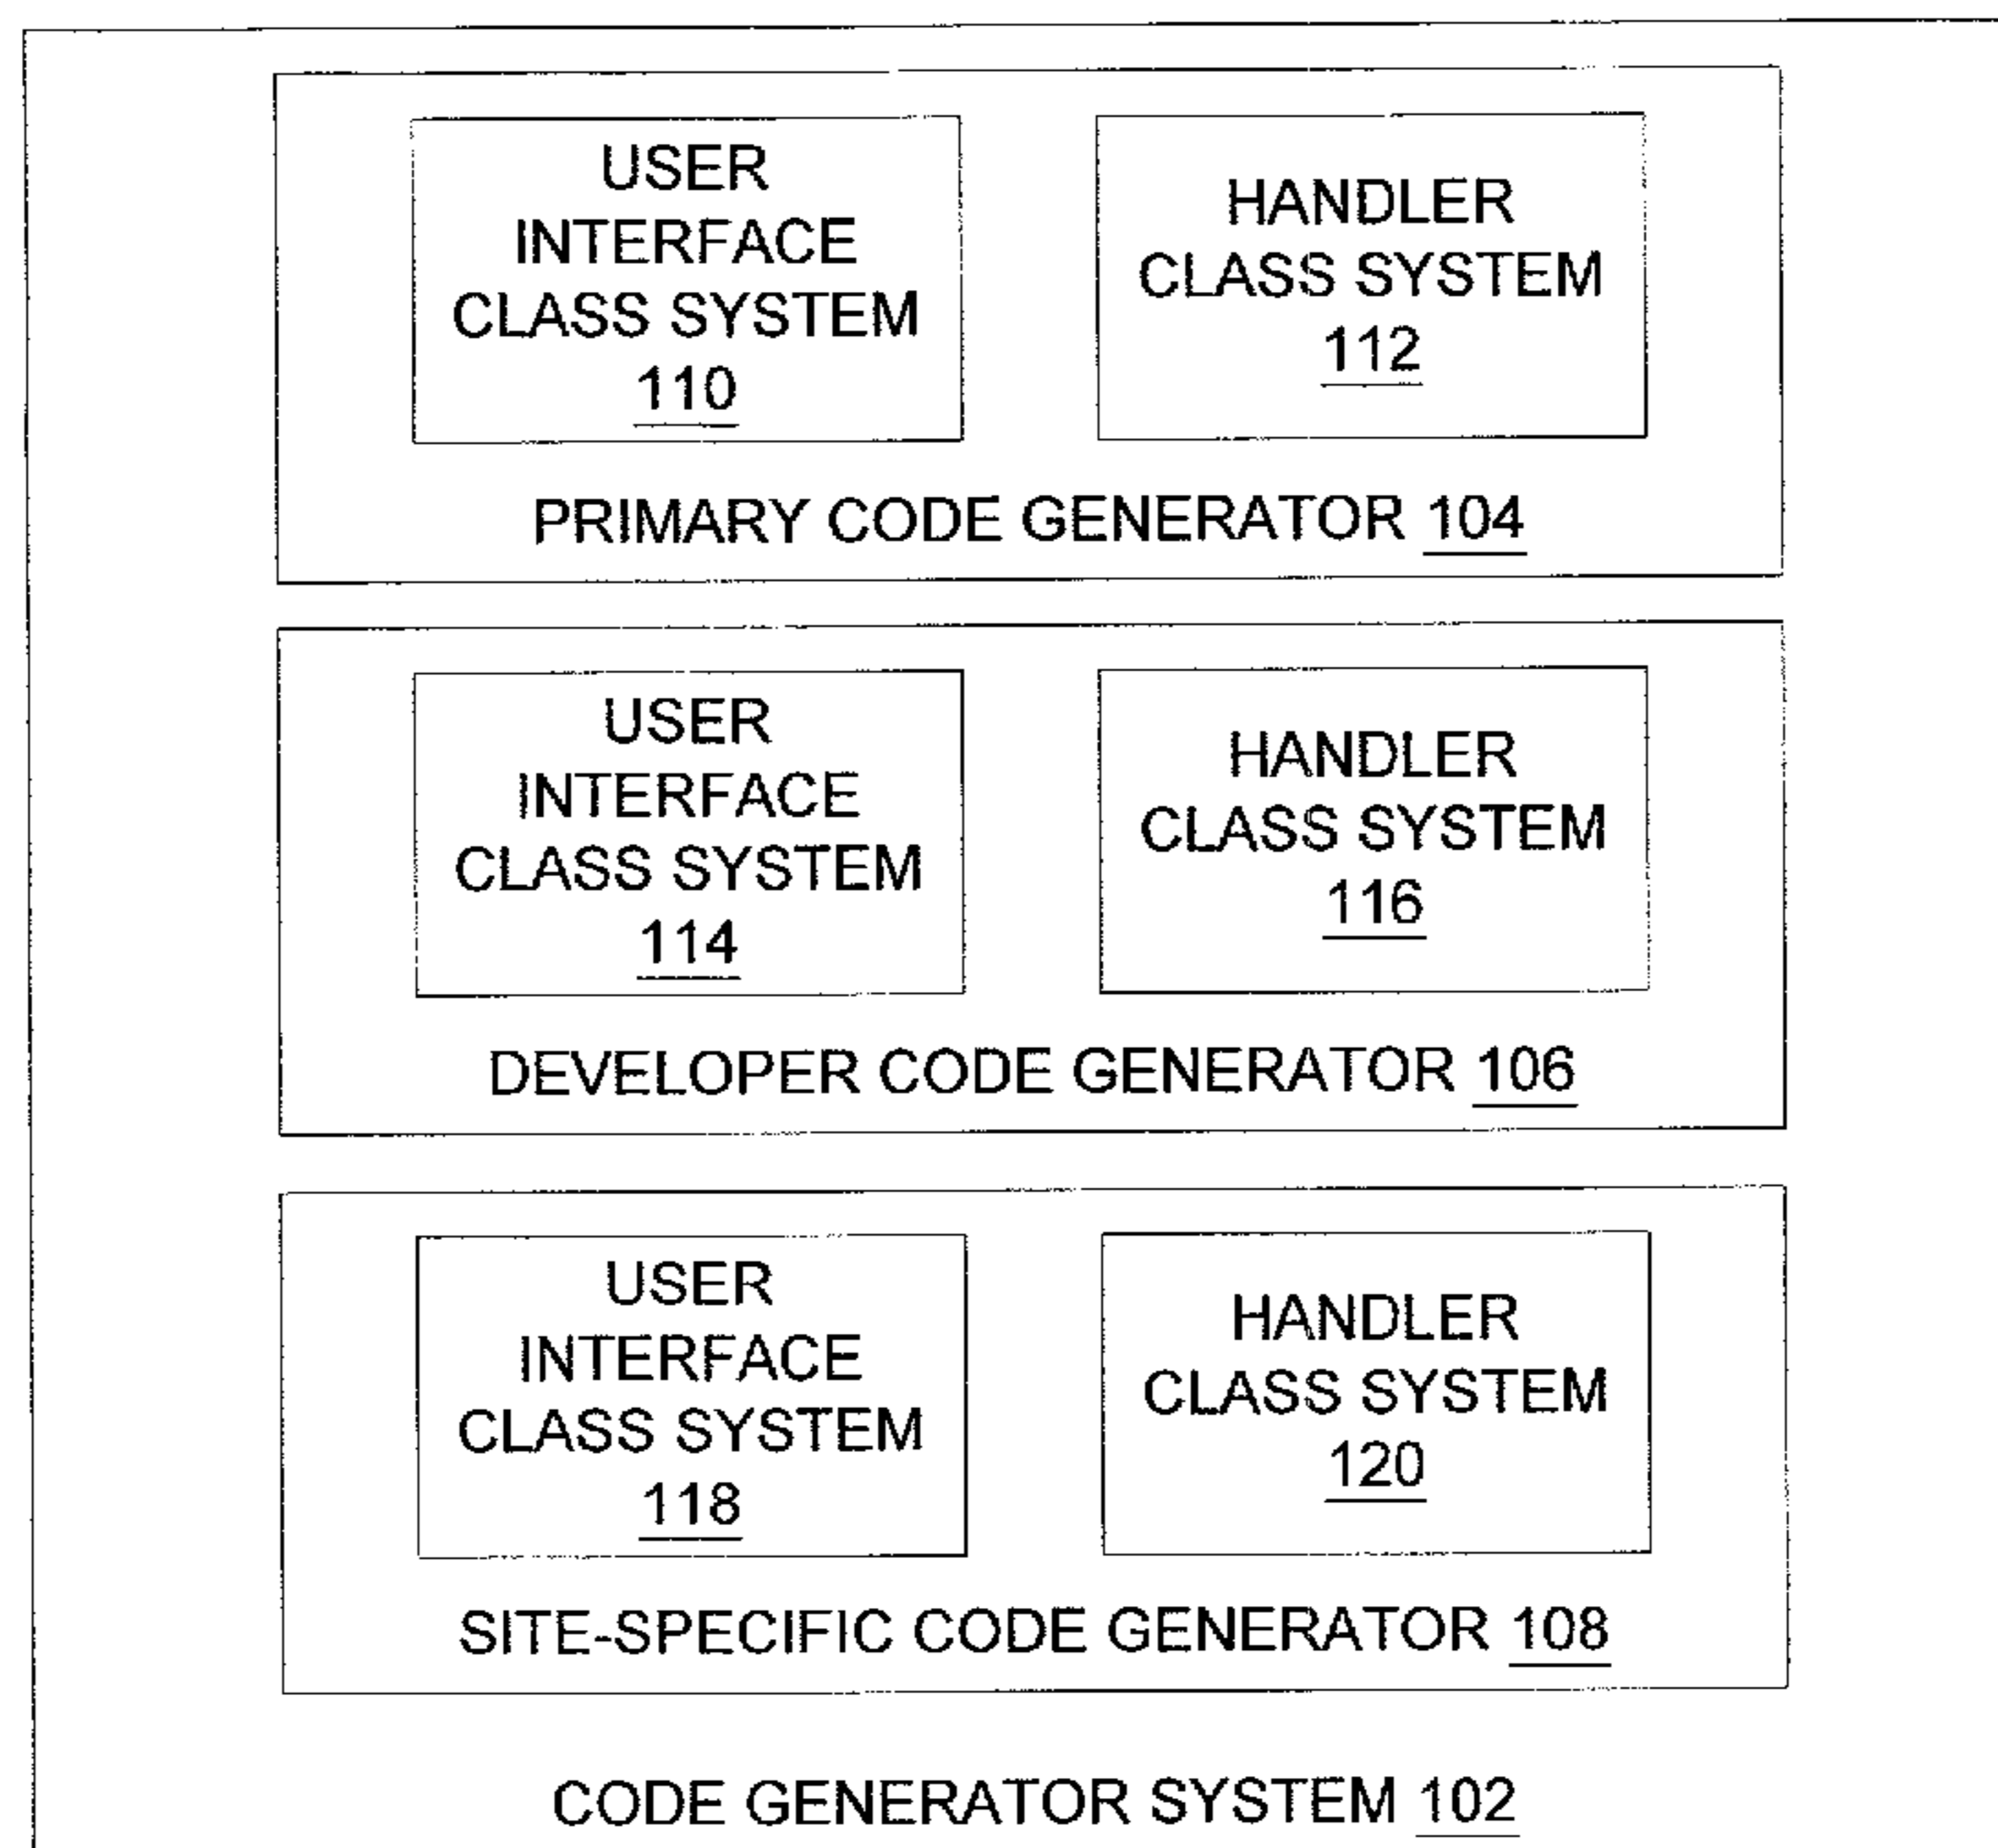 USER
INTERFACE
CLASS SYSTEM
110
HANDLER
CLASS SYSTEM
112
PRIMARY CODE GENERATOR 104
USER
INTERFACE
CLASS SYSTEM
114
HANDLER
CLASS SYSTEM
116
DEVELOPER CODE GENERATOR 106
USER
INTERFACE
CLASS SYSTEM
118
HANDLER
CLASS SYSTEM
120
SITE-SPECIFIC CODE GENERATOR 108
CODE GENERATOR SYSTEM 102